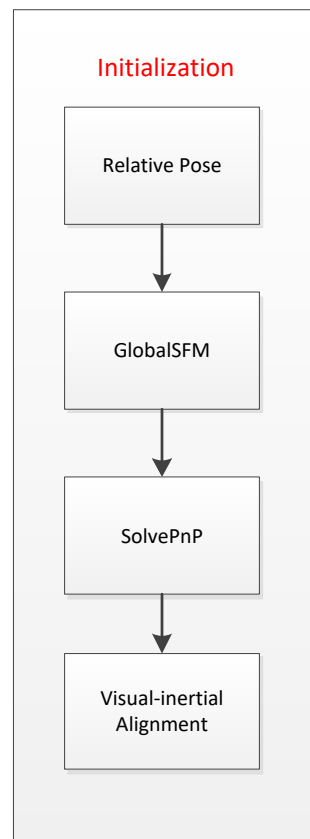 Initialization
Relative Pose
GlobalSFM
SolvePnP
Visual-inertial
Alignment